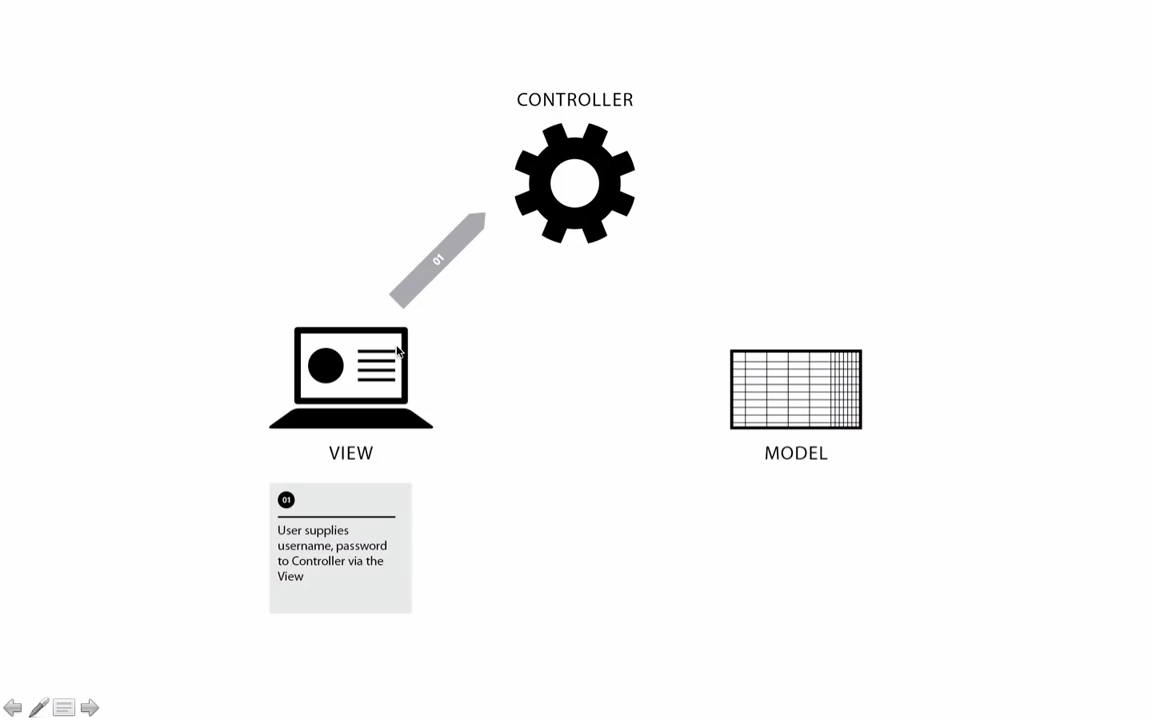 CONTROLLER
01
VIEW
MODEL
01
User supplies
username, password
to Controller via the
View